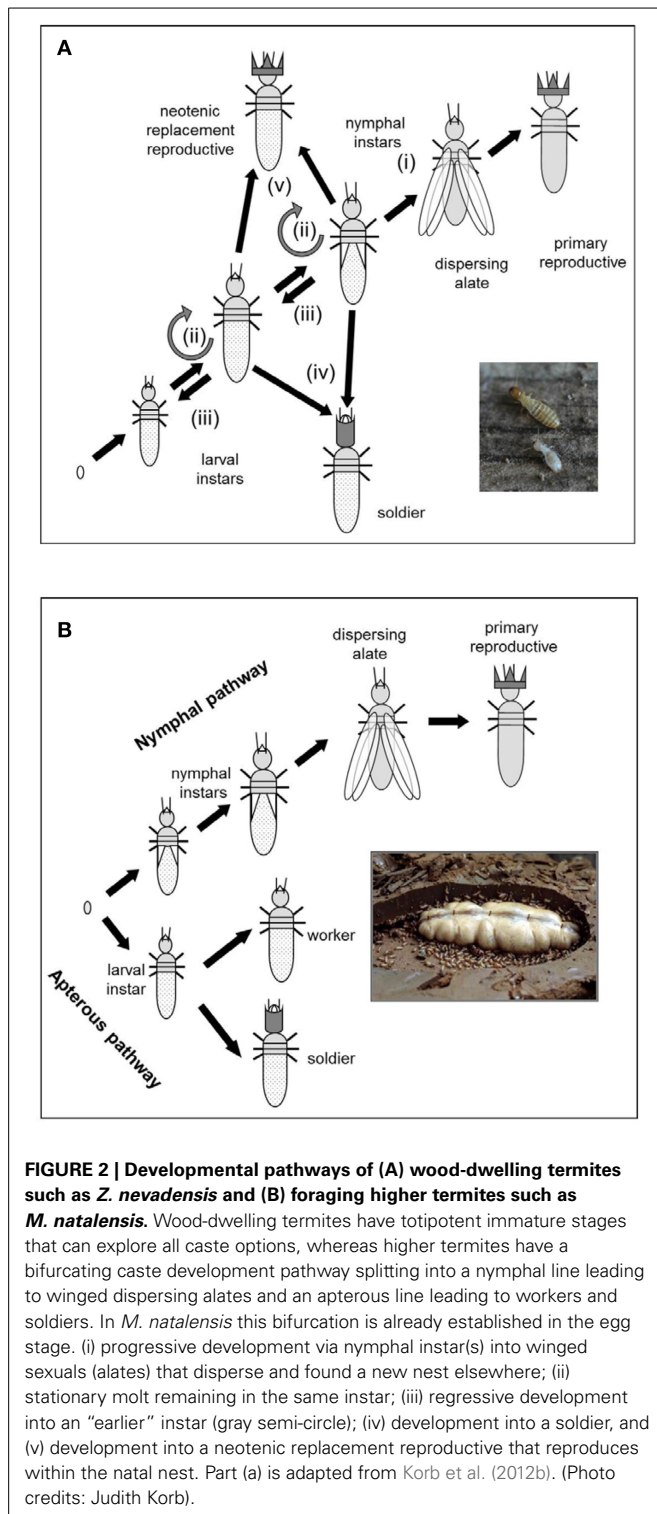 A
neotenic
replacement
reproductive
nymphal
instars
(i)
(v)
(ii)
dispersing
alate
primary
reproductive
(iii)
(ii)
(iv)
(iii)
larval
instars
soldier
B
dispersing
alate
primary
reproductive
Nymphal pathway
nymphal
instars
worker
larval
instar
Apterous pathway
soldier
FIGURE 2 | Developmental pathways of (A) wood-dwelling termites
such as Z. nevadensis and (B) foraging higher termites such as
M. natalensis. Wood-dwelling termites have totipotent immature stages
that can explore all caste options, whereas higher termites have a
bifurcating caste development pathway splitting into a nymphal line leading
to winged dispersing alates and an apterous line leading to workers and
soldiers. In M. natalensis this bifurcation is already established in the egg
stage. (i) progressive development via nymphal instar(s) into winged
sexuals (alates) that disperse and found a new nest elsewhere; (ii)
stationary molt remaining in the same instar; (iii) regressive development
into an “earlier” instar (gray semi-circle); (iv) development into a soldier, and
(v) development into a neotenic replacement reproductive that reproduces
within the natal nest. Part (a) is adapted from Korb et al. (2012b). (Photo
credits: Judith Korb).